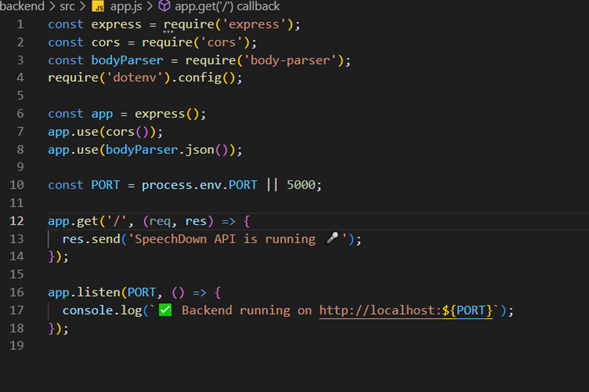 backend > src > JS app.js > app.get('/') callback
1 const express = require('express');
2 const cors = require('cors');
3 const bodyParser = require('body-parser');
4 require('dotenv').config();
5
6 const app = express();
7 app.use(cors());
8 app.use(bodyParser.json());
9
10 const PORT = process.env.PORT || 5000;
11
12 app.get('/', (req, res) => {
13   res.send('SpeechDown API is running 🎤');
14 });
15
16 app.listen(PORT, () => {
17   console.log(`✅ Backend running on http://localhost:${PORT}`);
18 });
19